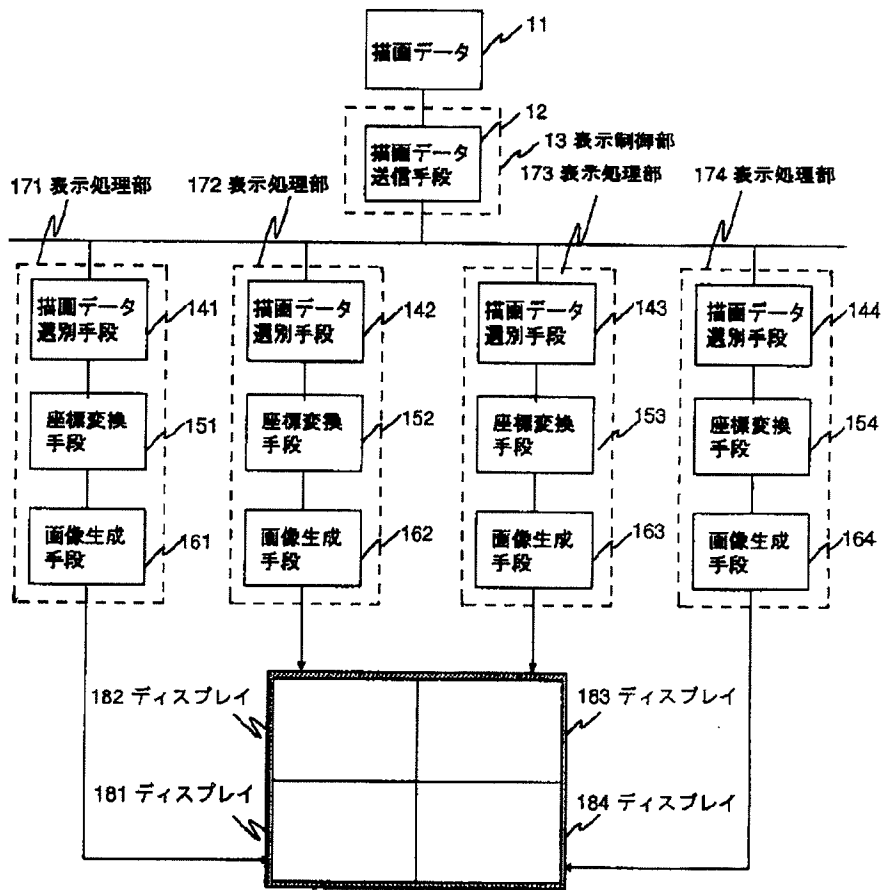 描画データ
11
12
描画データ
送信手段
13 表示制御部
171 表示処理部
172 表示処理部
173 表示処理部
174 表示処理部
描画データ
選別手段
141
描画データ
選別手段
142
描画データ
選別手段
143
描画データ
選別手段
144
座標変換
手段
151
座標変換
手段
152
座標変換
手段
153
座標変換
手段
154
画像生成
手段
161
画像生成
手段
162
画像生成
手段
163
画像生成
手段
164
182 ディスプレイ
183 ディスプレイ
181 ディスプレイ
184 ディスプレイ